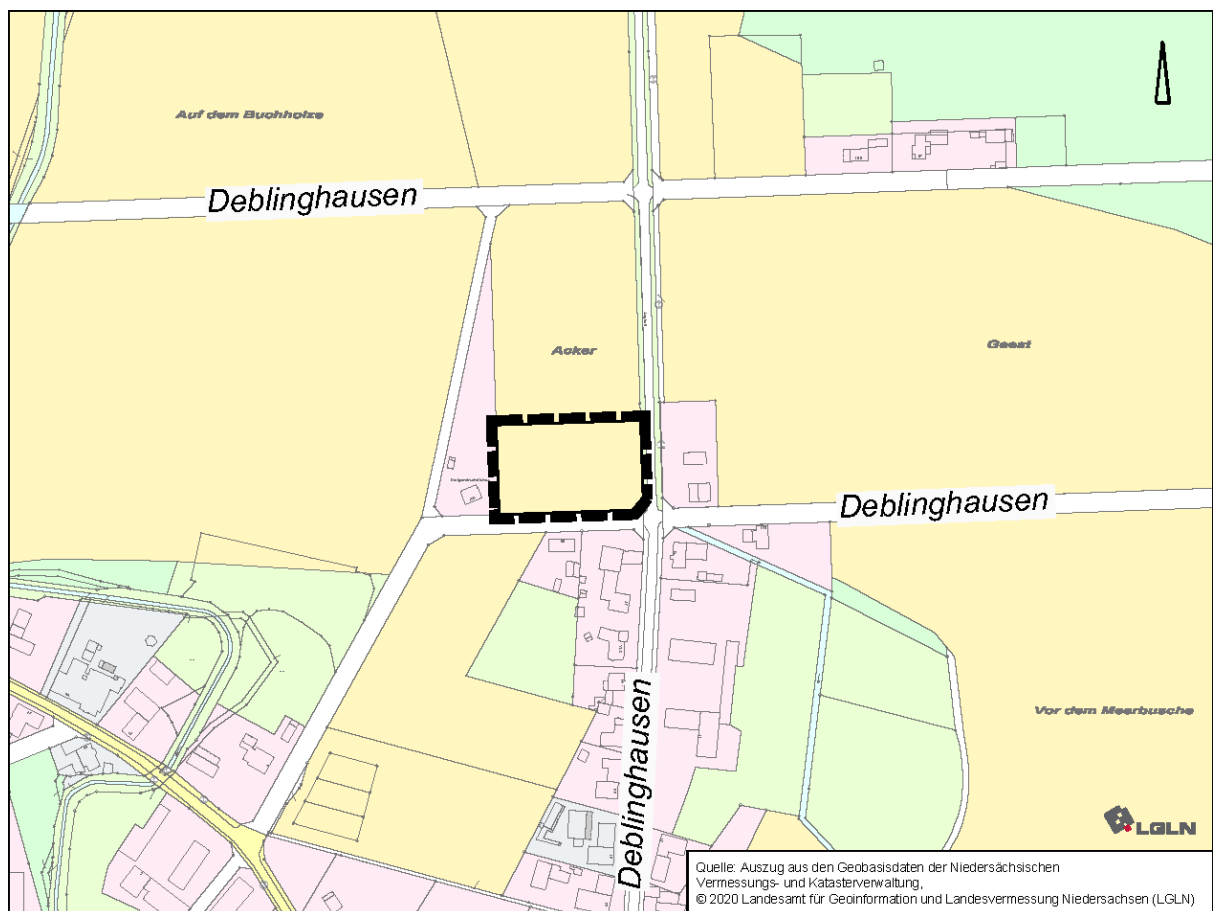 Auf dem Buchholze
Deblinghausen
Acker
Geest
Deblinghausen
Deblinghausen
Vor dem Meerbusche
LGLN
Quelle: Auszug aus den Geobasisdaten der Niedersächsischen
Vermessungs- und Katasterverwaltung,
© 2020 Landesamt für Geoinformation und Landesvermessung Niedersachsen (LGLN)